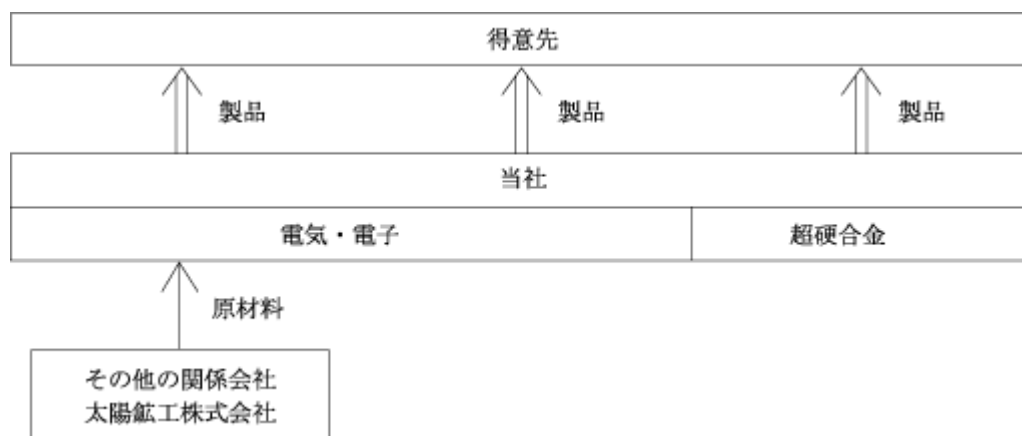 得意先
製品
製品
製品
当社
電気・電子
超硬合金
原材料
その他の関係会社
太陽鉱工株式会社